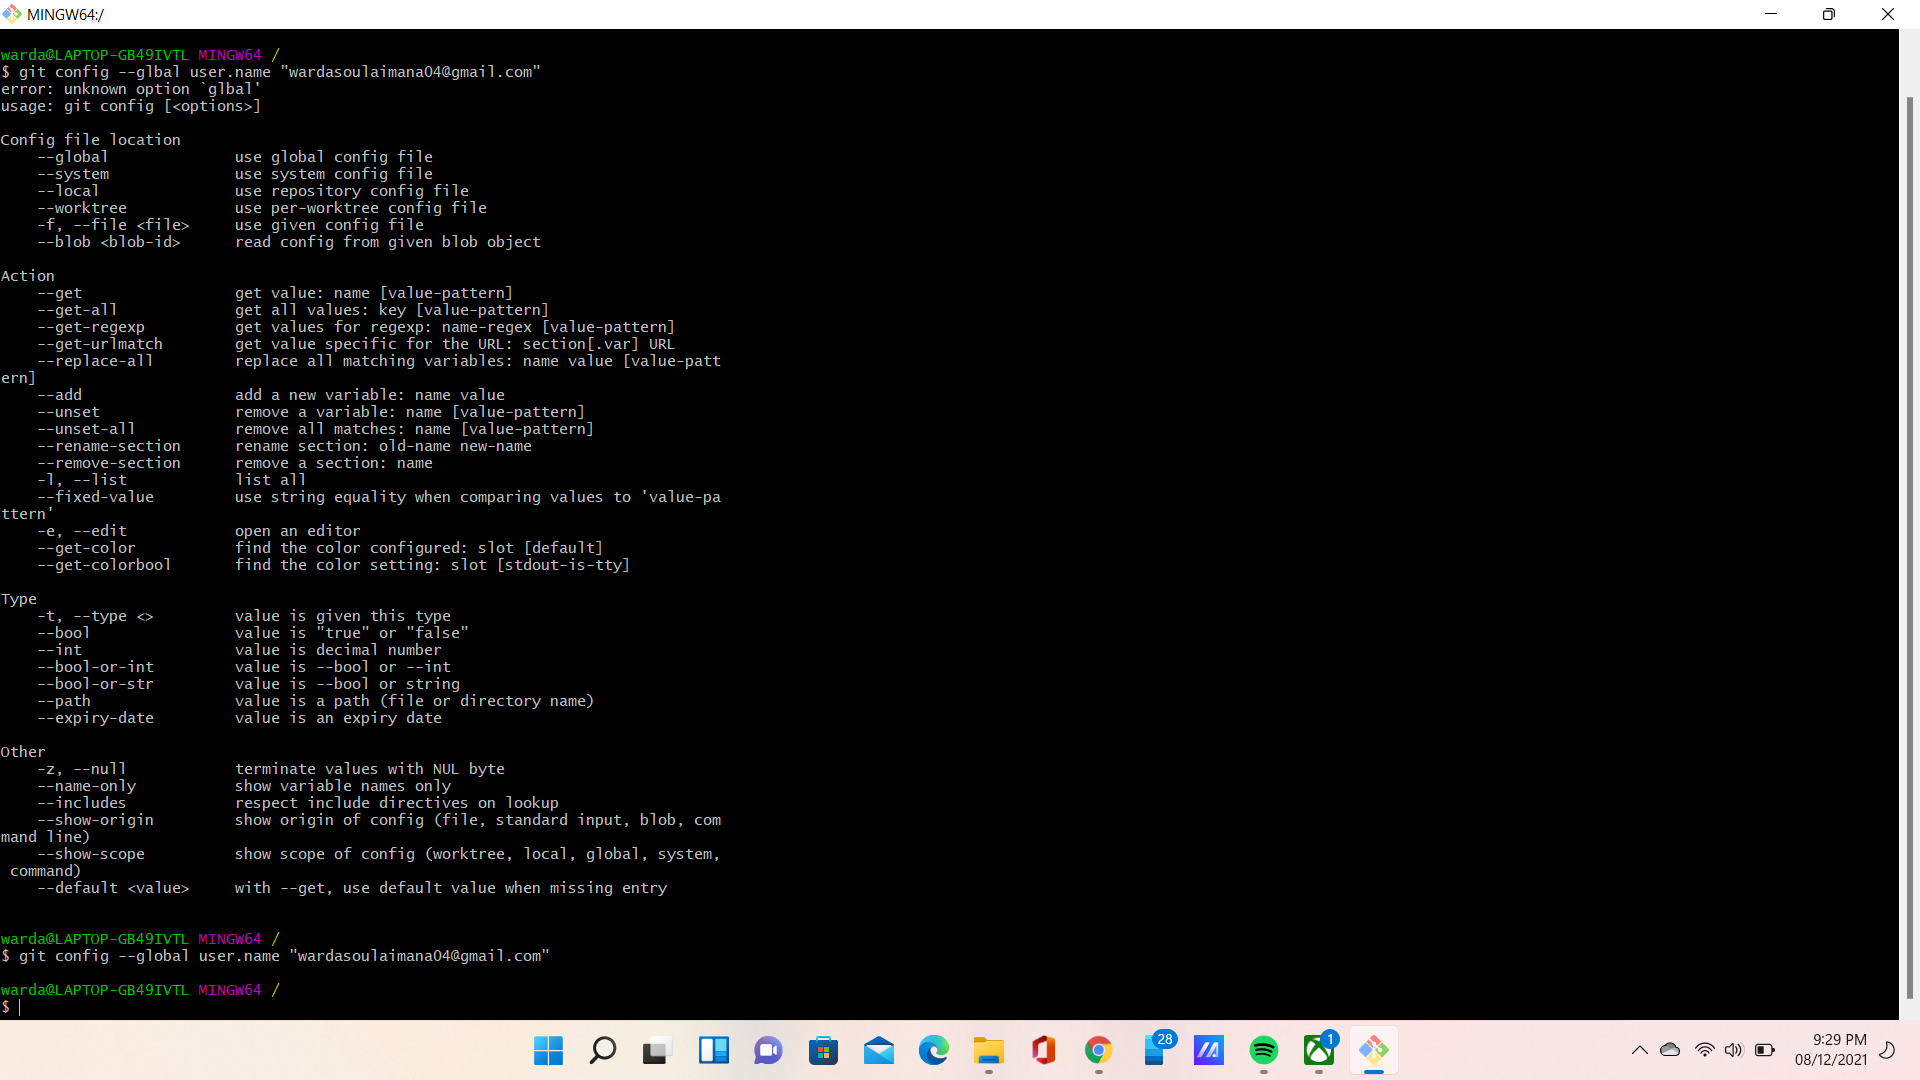 MINGW64:/
warda@LAPTOP-GB49IVTL MINGW64 /
$ git config --glbal user.name "wardasoulaimana04@gmail.com"
error: unknown option `glbal'
usage: git config [<options>]
Config file location
--global use global config file
--system use system config file
--local use repository config file
--worktree use per-worktree config file
-f, --file <file> use given config file
--blob <blob-id> read config from given blob object
Action
--get get value: name [value-pattern]
--get-all get all values: key [value-pattern]
--get-regexp get values for regexp: name-regex [value-pattern]
--get-urlmatch get value specific for the URL: section[.var] URL
--replace-all replace all matching variables: name value [value-patt
ern]
--add add a new variable: name value
--unset remove a variable: name [value-pattern]
--unset-all remove all matches: name [value-pattern]
--rename-section rename section: old-name new-name
--remove-section remove a section: name
-l, --list list all
--fixed-value use string equality when comparing values to 'value-pa
ttern'
-e, --edit open an editor
--get-color find the color configured: slot [default]
--get-colorbool find the color setting: slot [stdout-is-tty]
Type
-t, --type <> value is given this type
--bool value is "true" or "false"
--int value is decimal number
--bool-or-int value is --bool or --int
--bool-or-str value is --bool or string
--path value is a path (file or directory name)
--expiry-date value is an expiry date
Other
-z, --null terminate values with NUL byte
--name-only show variable names only
--includes respect include directives on lookup
--show-origin show origin of config (file, standard input, blob, com
mand line)
--show-scope show scope of config (worktree, local, global, system,
command)
--default <value> with --get, use default value when missing entry
warda@LAPTOP-GB49IVTL MINGW64 /
$ git config --global user.name "wardasoulaimana04@gmail.com"
warda@LAPTOP-GB49IVTL MINGW64 /
$
28
1
9:29 PM
08/12/2021